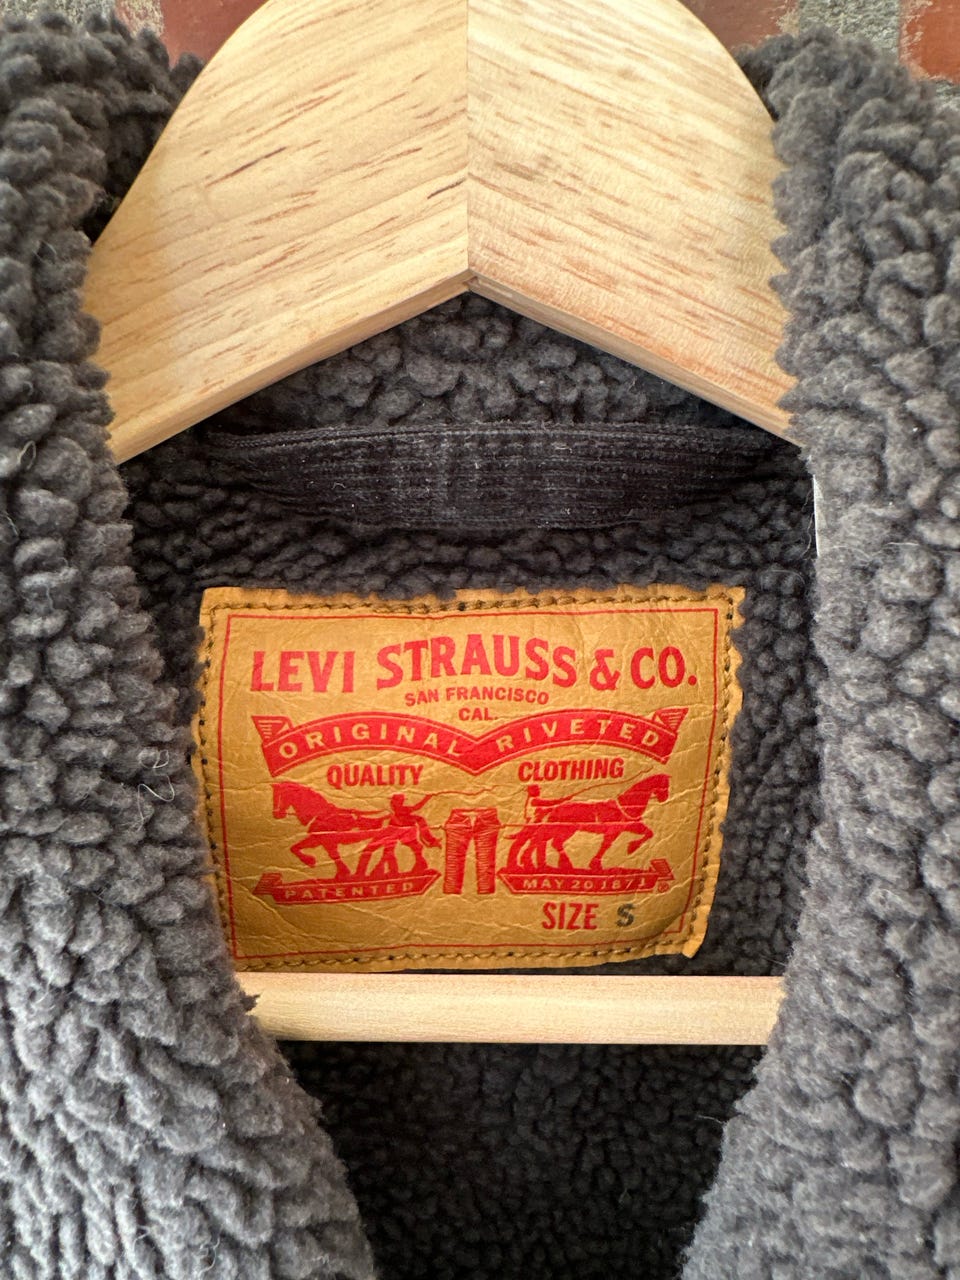 LEVI STRAUSS & CO.
SAN FRANCISCO
CAL.
ORIGINAL RIVETED
QUALITY CLOTHING
PATENTED MAY 20 1873 ®
SIZE S